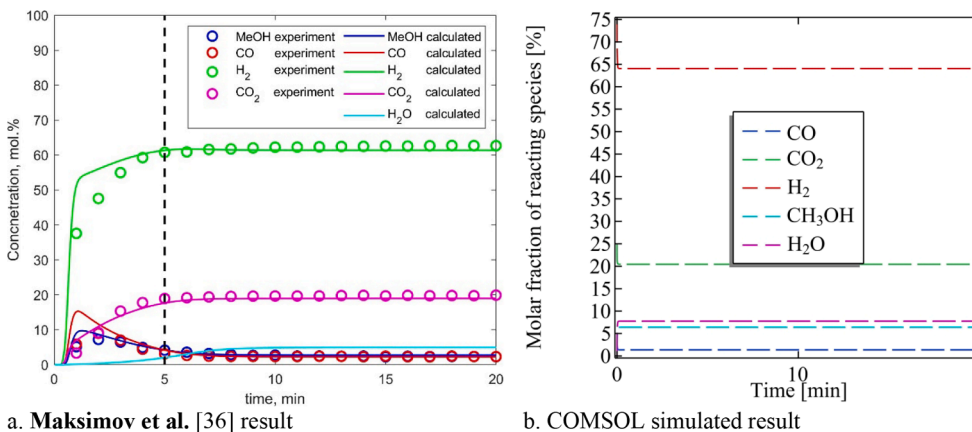 100
90
80
70
60
50
40
30
20
10
0
Concnetration, mol.%
MeOH experiment
CO experiment
H2 experiment
CO2 experiment
MeOH calculated
CO calculated
H2 calculated
CO2 calculated
H2O calculated
0 5 10 15 20
time, min
a. Maksimov et al. [36] result
75
70
65
60
55
50
45
40
35
30
25
20
15
10
5
0
Molar fraction of reacting species [%]
CO
CO2
H2
CH3OH
H2O
0 10
Time [min]
b. COMSOL simulated result